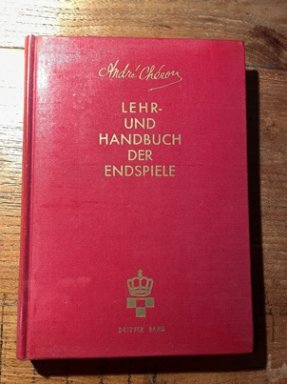 André Chéron
LEHR-
UND
HANDBUCH
DER
ENDSPIELE
DRITTER BAND